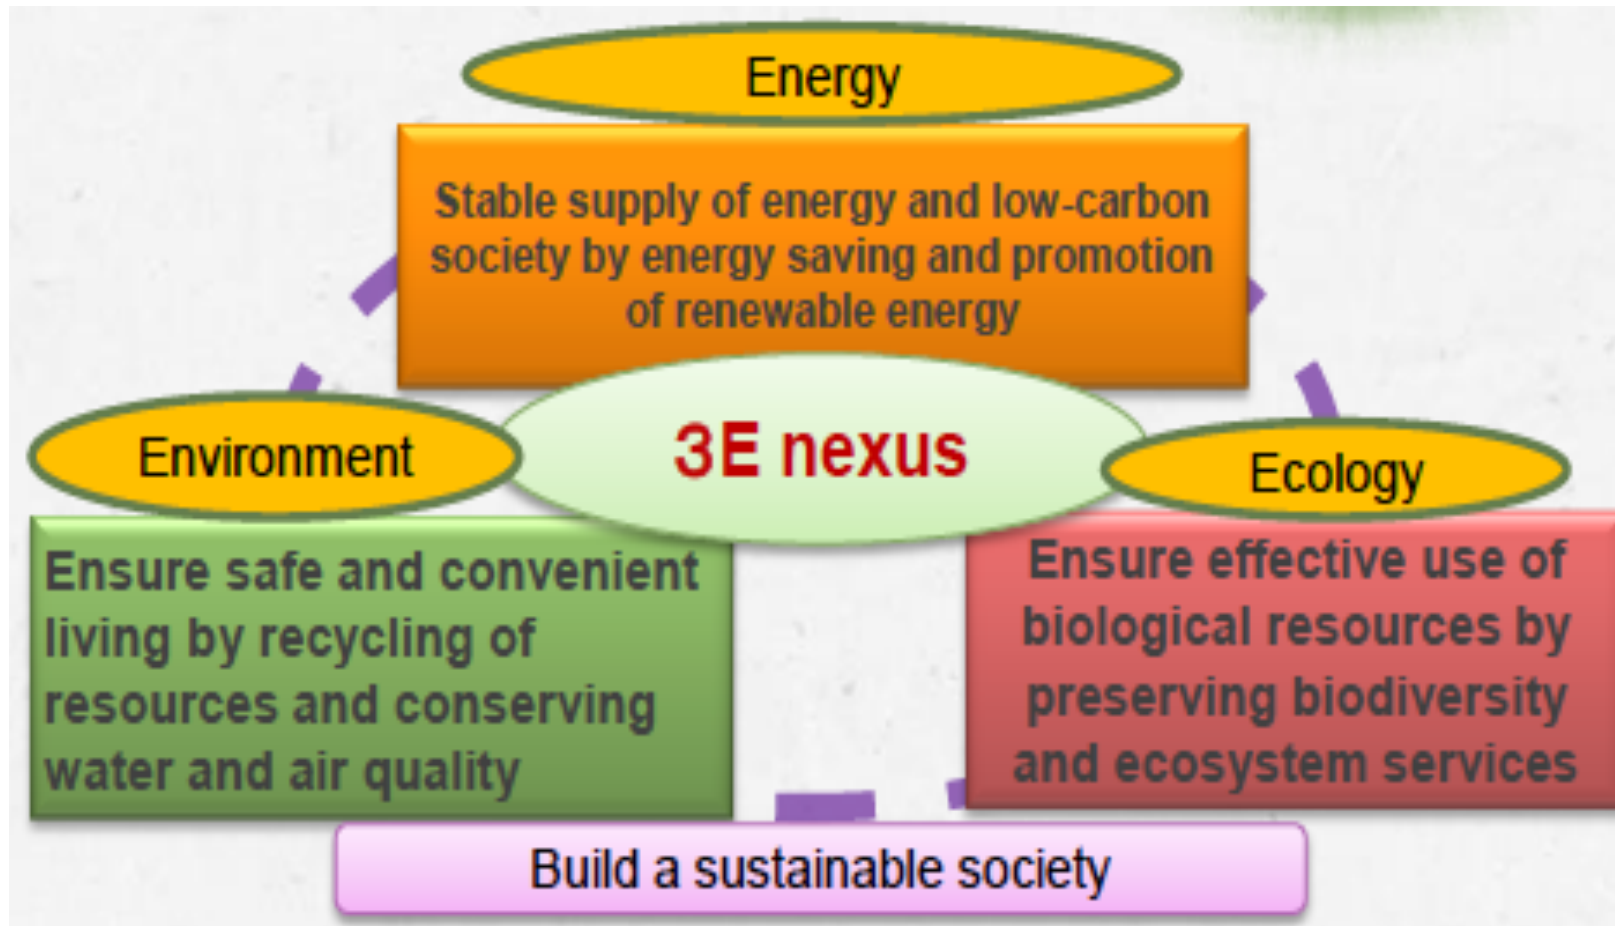 Energy
Stable supply of energy and low-carbon
society by energy saving and promotion
of renewable energy
3E nexus
Environment
Ensure safe and convenient
living by recycling of
resources and conserving
water and air quality
Ecology
Ensure effective use of
biological resources by
preserving biodiversity
and ecosystem services
Build a sustainable society